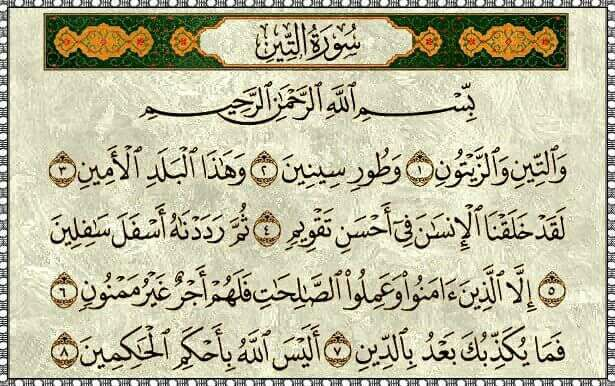 سُورَةُ التِّينِ
بِسْمِ ٱللَّهِ ٱلرَّحْمَٰنِ ٱلرَّحِيمِ
وَٱلتِّينِ وَٱلزَّيْتُونِ ١ وَطُورِ سِينِينَ ٢ وَهَٰذَا ٱلْبَلَدِ ٱلْأَمِينِ ٣
لَقَدْ خَلَقْنَا ٱلْإِنسَٰنَ فِىٓ أَحْسَنِ تَقْوِيمٍ ٤ ثُمَّ رَدَدْنَٰهُ أَسْفَلَ سَٰفِلِينَ
٥ إِلَّا ٱلَّذِينَ ءَامَنُوا۟ وَعَمِلُوا۟ ٱلصَّٰلِحَٰتِ فَلَهُمْ أَجْرٌ غَيْرُ مَمْنُونٍ ٦
فَمَا يُكَذِّبُكَ بَعْدُ بِٱلدِّينِ ٧ أَلَيْسَ ٱللَّهُ بِأَحْكَمِ ٱلْحَٰكِمِينَ ٨